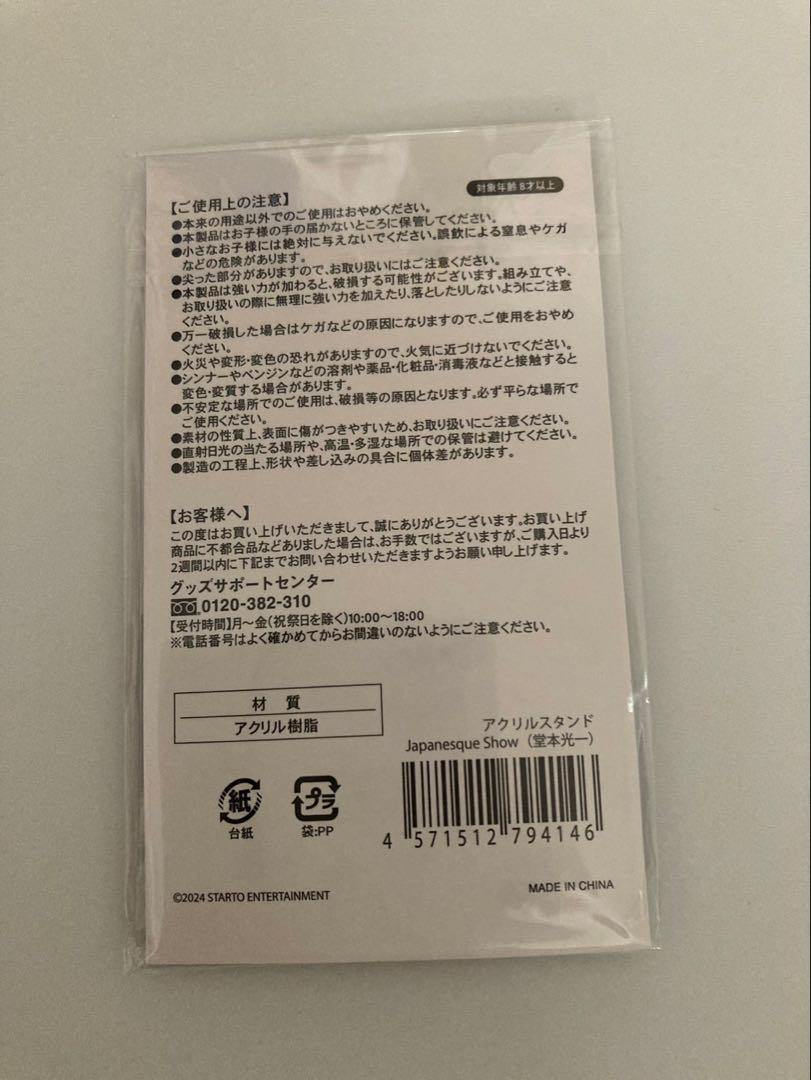 対象年齢 8才以上
【ご使用上の注意】
●本来の用途以外でのご使用はおやめください。
●本製品はお子様の手の届かないところに保管してください。
●小さなお子様には絶対に与えないでください。誤飲による窒息やケガ
などの危険があります。
●尖った部分がありますので、お取り扱いにはご注意ください。
●本製品は強い力が加わると、破損する可能性がございます。組み立てや、
お取り扱いの際に無理に強い力を加えたり、落としたりしないようにご注意
ください。
●万一破損した場合はケガなどの原因になりますので、ご使用をおやめ
ください。
●火災や変形・変色の恐れがありますので、火気に近づけないでください。
●シンナーやベンジンなどの溶剤や薬品・化粧品・消毒液などと接触すると
変色・変質する場合があります。
●不安定な場所でのご使用は、破損等の原因となります。必ず平らな場所で
ご使用ください。
●素材の性質上、表面に傷がつきやすいため、お取り扱いにご注意ください。
●直射日光の当たる場所や、高温・多湿な場所での保管は避けてください。
●製造の工程上、形状や差し込みの具合に個体差があります。
【お客様へ】
この度はお買い上げいただきまして、誠にありがとうございます。お買い上げ
商品に不都合品などありました場合は、お手数ではございますが、ご購入日より
2週間以内に下記までお問い合わせいただきますようお願い申し上げます。
グッズサポートセンター
0120-382-310
【受付時間】月〜金(祝祭日を除く)10:00〜18:00
※電話番号はよく確かめてからお間違いのないようにご注意ください。
材 質
アクリル樹脂
アクリルスタンド
Japanesque Show（堂本光一）
紙
台紙
プラ
袋:PP
4 571512 794146
©2024 STARTO ENTERTAINMENT
MADE IN CHINA